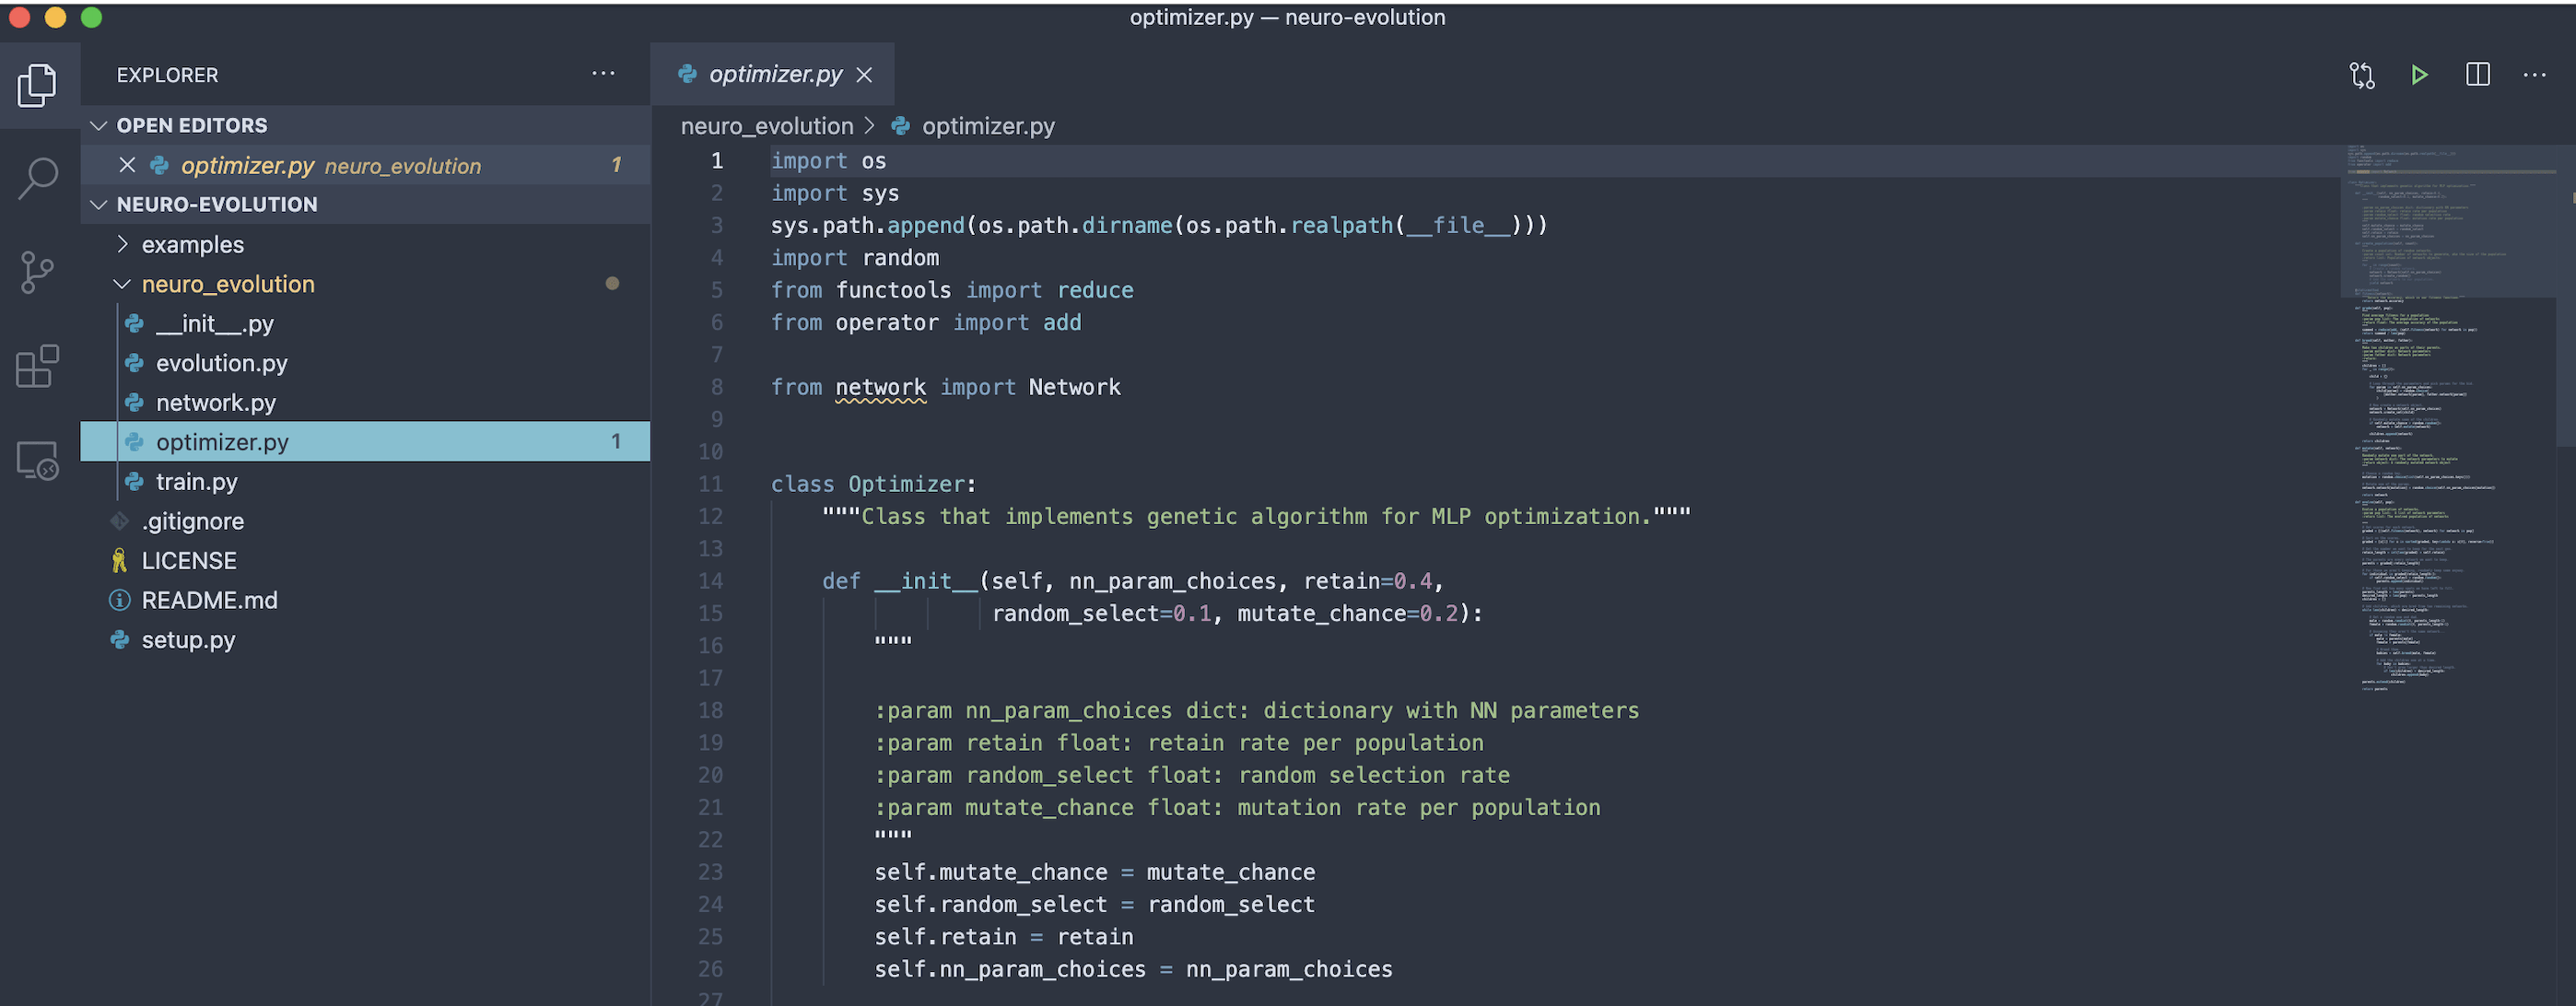 optimizer.py — neuro-evolution
EXPLORER
OPEN EDITORS
optimizer.py neuro_evolution 1
NEURO-EVOLUTION
examples
neuro_evolution
__init__.py
evolution.py
network.py
optimizer.py 1
train.py
.gitignore
LICENSE
README.md
setup.py
optimizer.py
neuro_evolution > optimizer.py
1 import os
2 import sys
3 sys.path.append(os.path.dirname(os.path.realpath(__file__)))
4 import random
5 from functools import reduce
6 from operator import add
7
8 from network import Network
9
10
11 class Optimizer:
12 """Class that implements genetic algorithm for MLP optimization."""
13
14 def __init__(self, nn_param_choices, retain=0.4,
15 random_select=0.1, mutate_chance=0.2):
16 """
17
18 :param nn_param_choices dict: dictionary with NN parameters
19 :param retain float: retain rate per population
20 :param random_select float: random selection rate
21 :param mutate_chance float: mutation rate per population
22 """
23 self.mutate_chance = mutate_chance
24 self.random_select = random_select
25 self.retain = retain
26 self.nn_param_choices = nn_param_choices
27